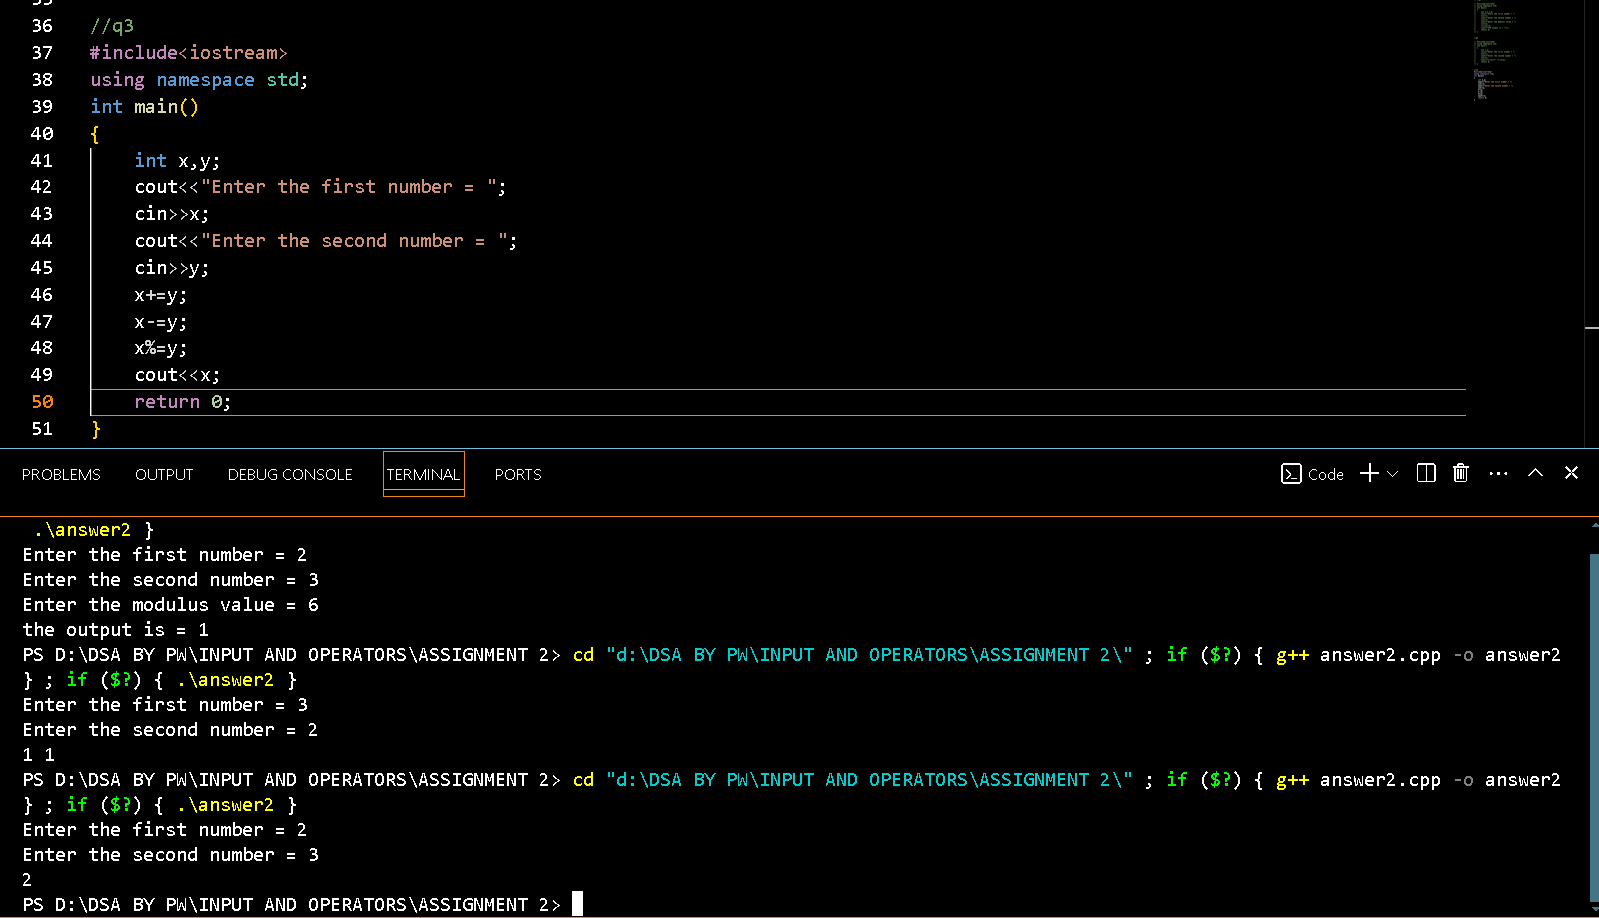 35
36 //q3
37 #include<iostream>
38 using namespace std;
39 int main()
40 {
41     int x,y;
42     cout<<"Enter the first number = ";
43     cin>>x;
44     cout<<"Enter the second number = ";
45     cin>>y;
46     x+=y;
47     x-=y;
48     x%=y;
49     cout<<x;
50     return 0;
51 }
PROBLEMS OUTPUT DEBUG CONSOLE TERMINAL PORTS Code
.\answer2 }
Enter the first number = 2
Enter the second number = 3
Enter the modulus value = 6
the output is = 1
PS D:\DSA BY PW\INPUT AND OPERATORS\ASSIGNMENT 2> cd "d:\DSA BY PW\INPUT AND OPERATORS\ASSIGNMENT 2\" ; if ($?) { g++ answer2.cpp -o answer2
} ; if ($?) { .\answer2 }
Enter the first number = 3
Enter the second number = 2
1 1
PS D:\DSA BY PW\INPUT AND OPERATORS\ASSIGNMENT 2> cd "d:\DSA BY PW\INPUT AND OPERATORS\ASSIGNMENT 2\" ; if ($?) { g++ answer2.cpp -o answer2
} ; if ($?) { .\answer2 }
Enter the first number = 2
Enter the second number = 3
2
PS D:\DSA BY PW\INPUT AND OPERATORS\ASSIGNMENT 2>